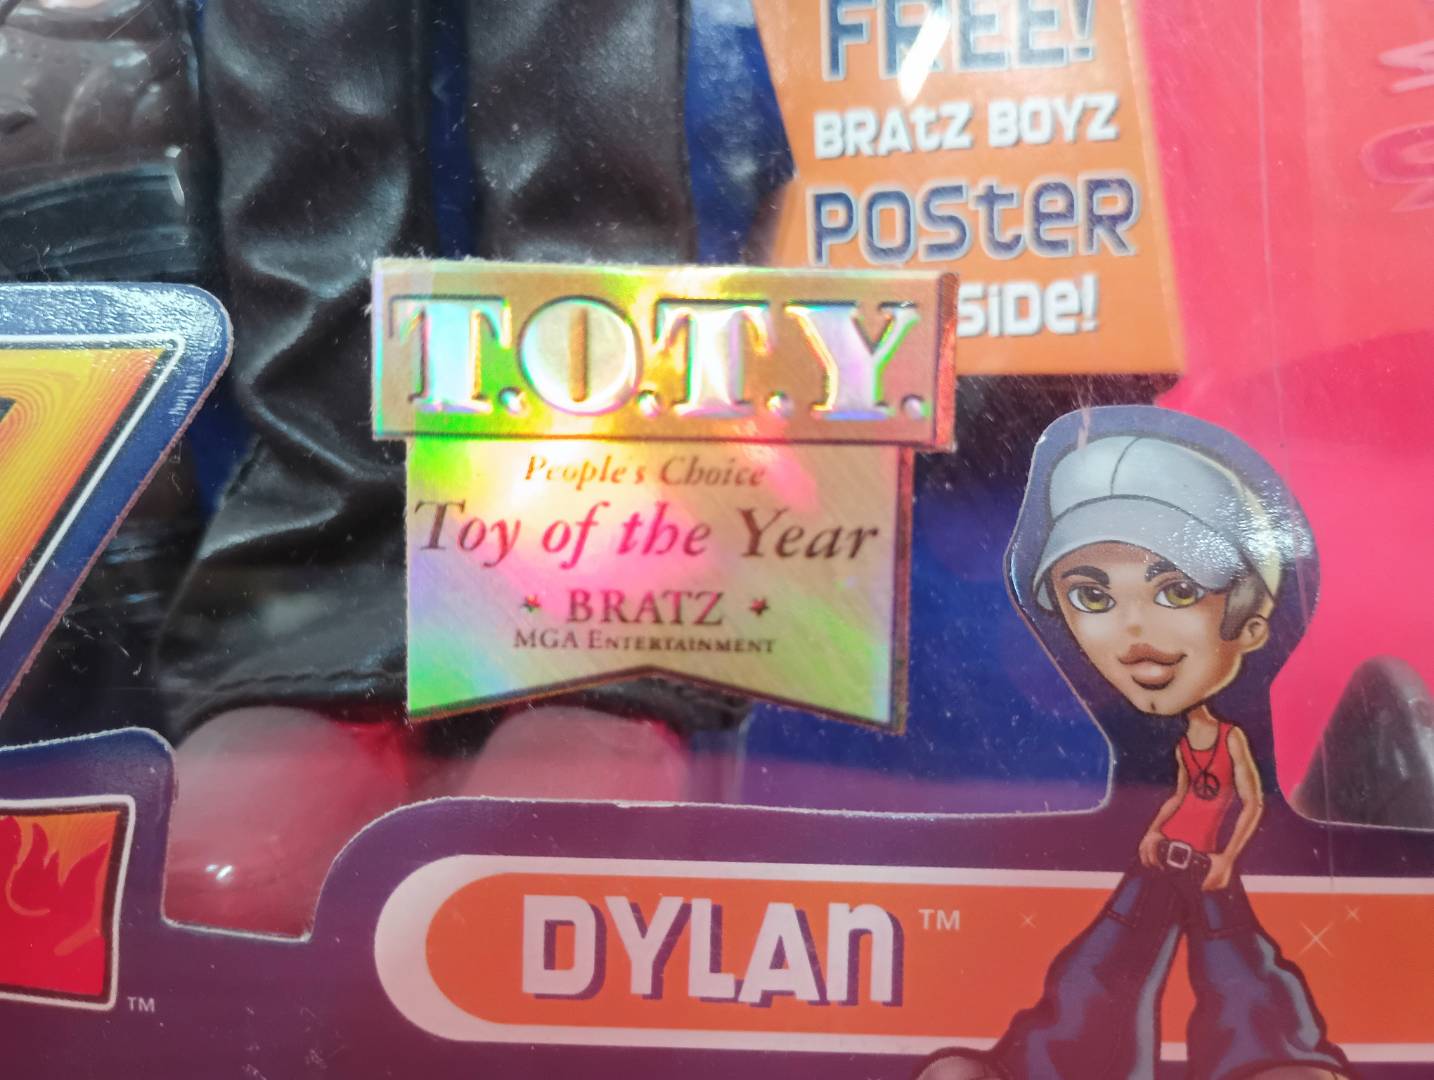 FREE!
BRAtZ BOYZ
POSteR
SiDe!
T.O.T.Y.
People's Choice
Toy of the Year
* BRATZ *
MGA ENTERTAINMENT
DYLAn™
™